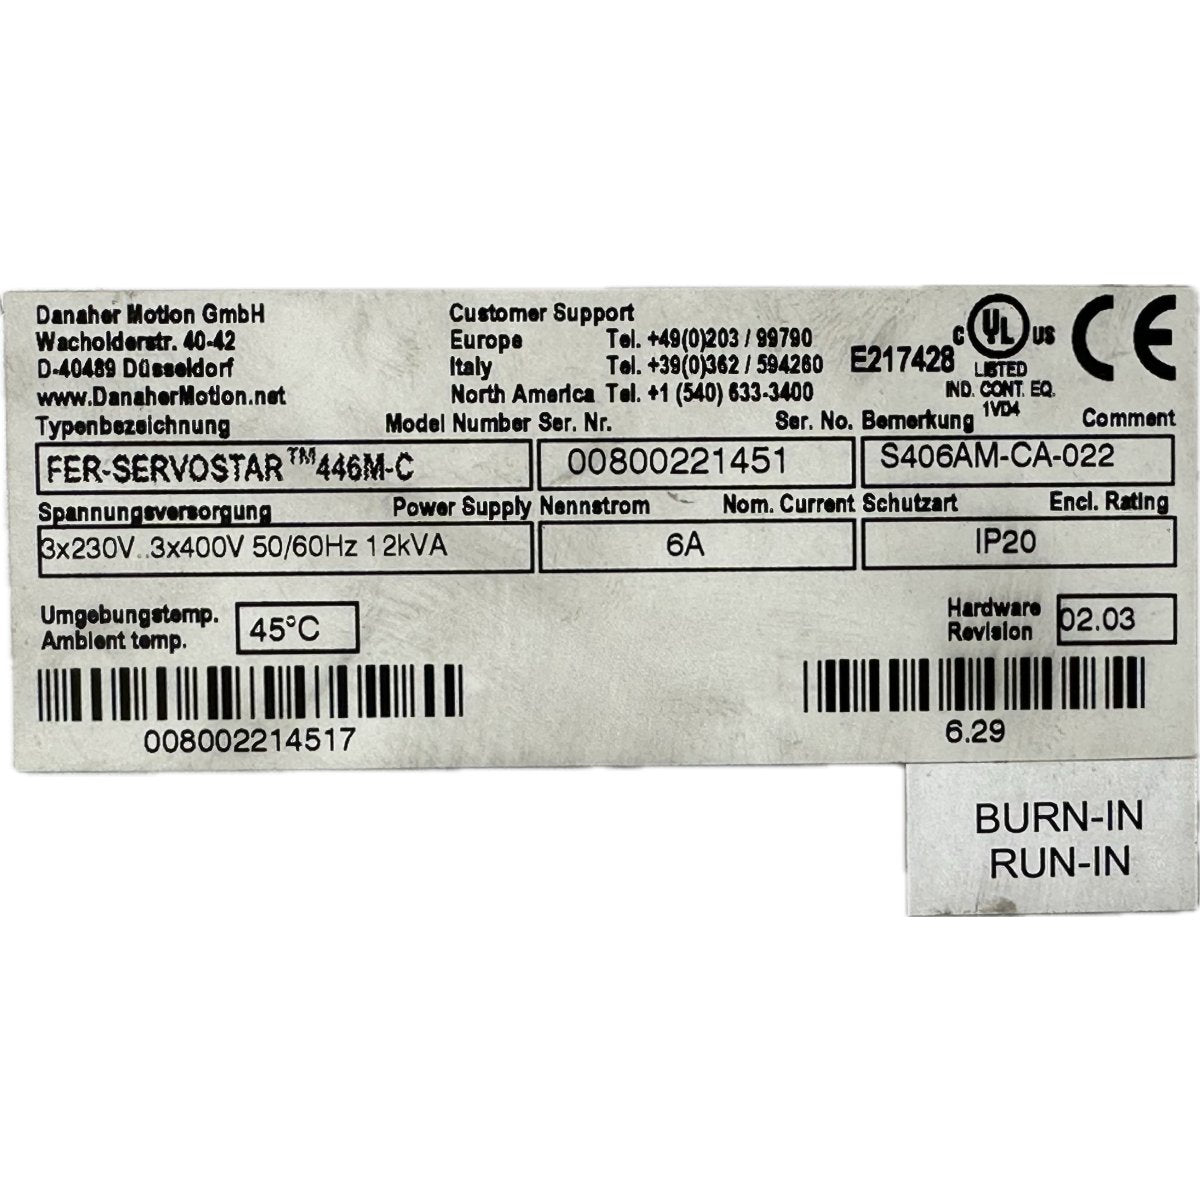 Danaher Motion GmbH
Wacholderstr. 40-42
D-40489 Düsseldorf
www.DanaherMotion.net
Customer Support
Europe Tel. +49(0)203 / 99790
Italy Tel. +39(0)362 / 594260
North America Tel. +1 (540) 633-3400
E217428
C UL US
LISTED
IND. CONT. EQ.
1VD4
CE
Typenbezeichnung Model Number Ser. Nr. Ser. No. Bemerkung Comment
FER-SERVOSTAR™446M-C 00800221451 S406AM-CA-022
Spannungsversorgung Power Supply Nennstrom Nom. Current Schutzart Encl. Rating
3x230V..3x400V 50/60Hz 12kVA 6A IP20
Umgebungstemp.
Ambient temp.
45°C
Hardware
Revision
02.03
008002214517
6.29
BURN-IN
RUN-IN